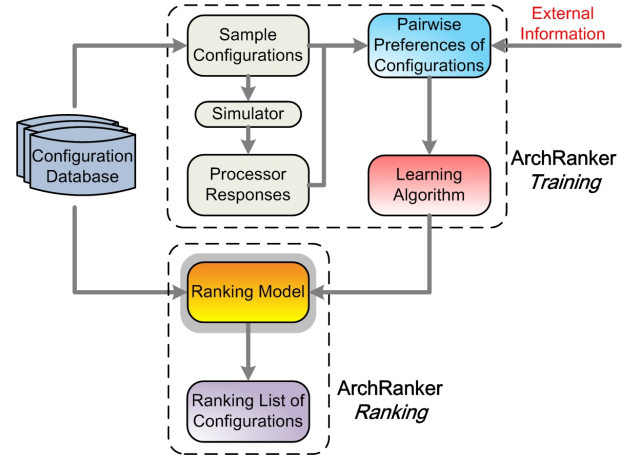 Sample
Configurations
Pairwise
Preferences of
Configurations
External
Information
Simulator
Configuration
Database
Processor
Responses
Learning
Algorithm
ArchRanker
Training
Ranking Model
Ranking List of
Configurations
ArchRanker
Ranking